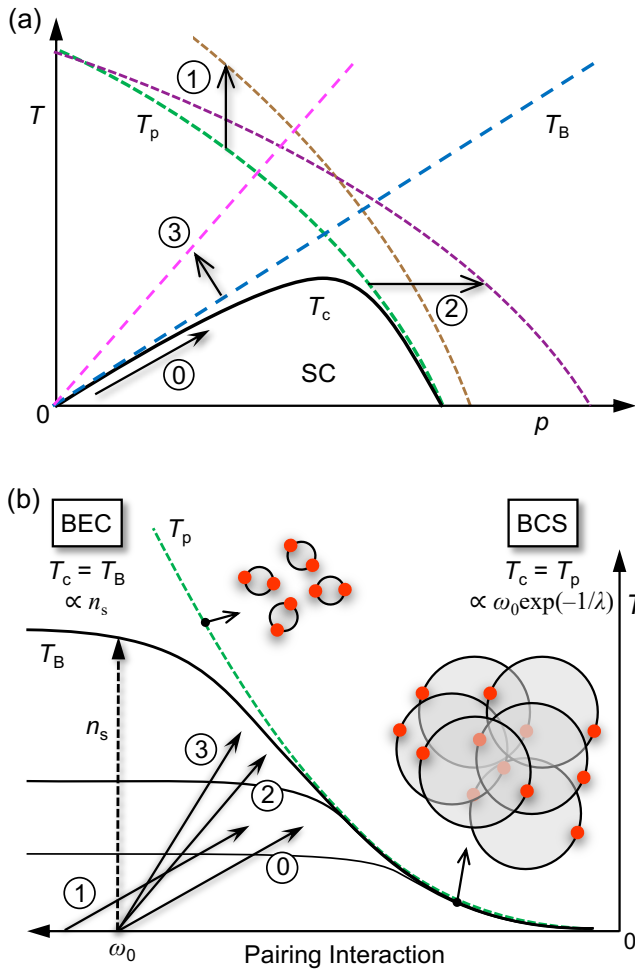 (a)
①
T
Tp
TB
③
②
Tc
⓪
SC
0
p
(b)
BEC
Tp
BCS
Tc = TB
Tc = Tp
∝ ns
∝ ω0exp(–1/λ)
T
TB
ns
③
②
⓪
①
0
ω0
Pairing Interaction